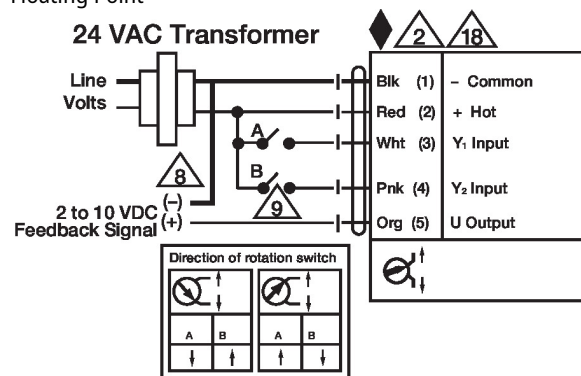 Floating Point
24 VAC Transformer
2 18
Line
Volts
Blk (1) – Common
Red (2) + Hot
A
Wht (3) Y₁ Input
B
Pnk (4) Y₂ Input
8
9
(–)
2 to 10 VDC
Feedback Signal (+)
Org (5) U Output
Direction of rotation switch
A B A B